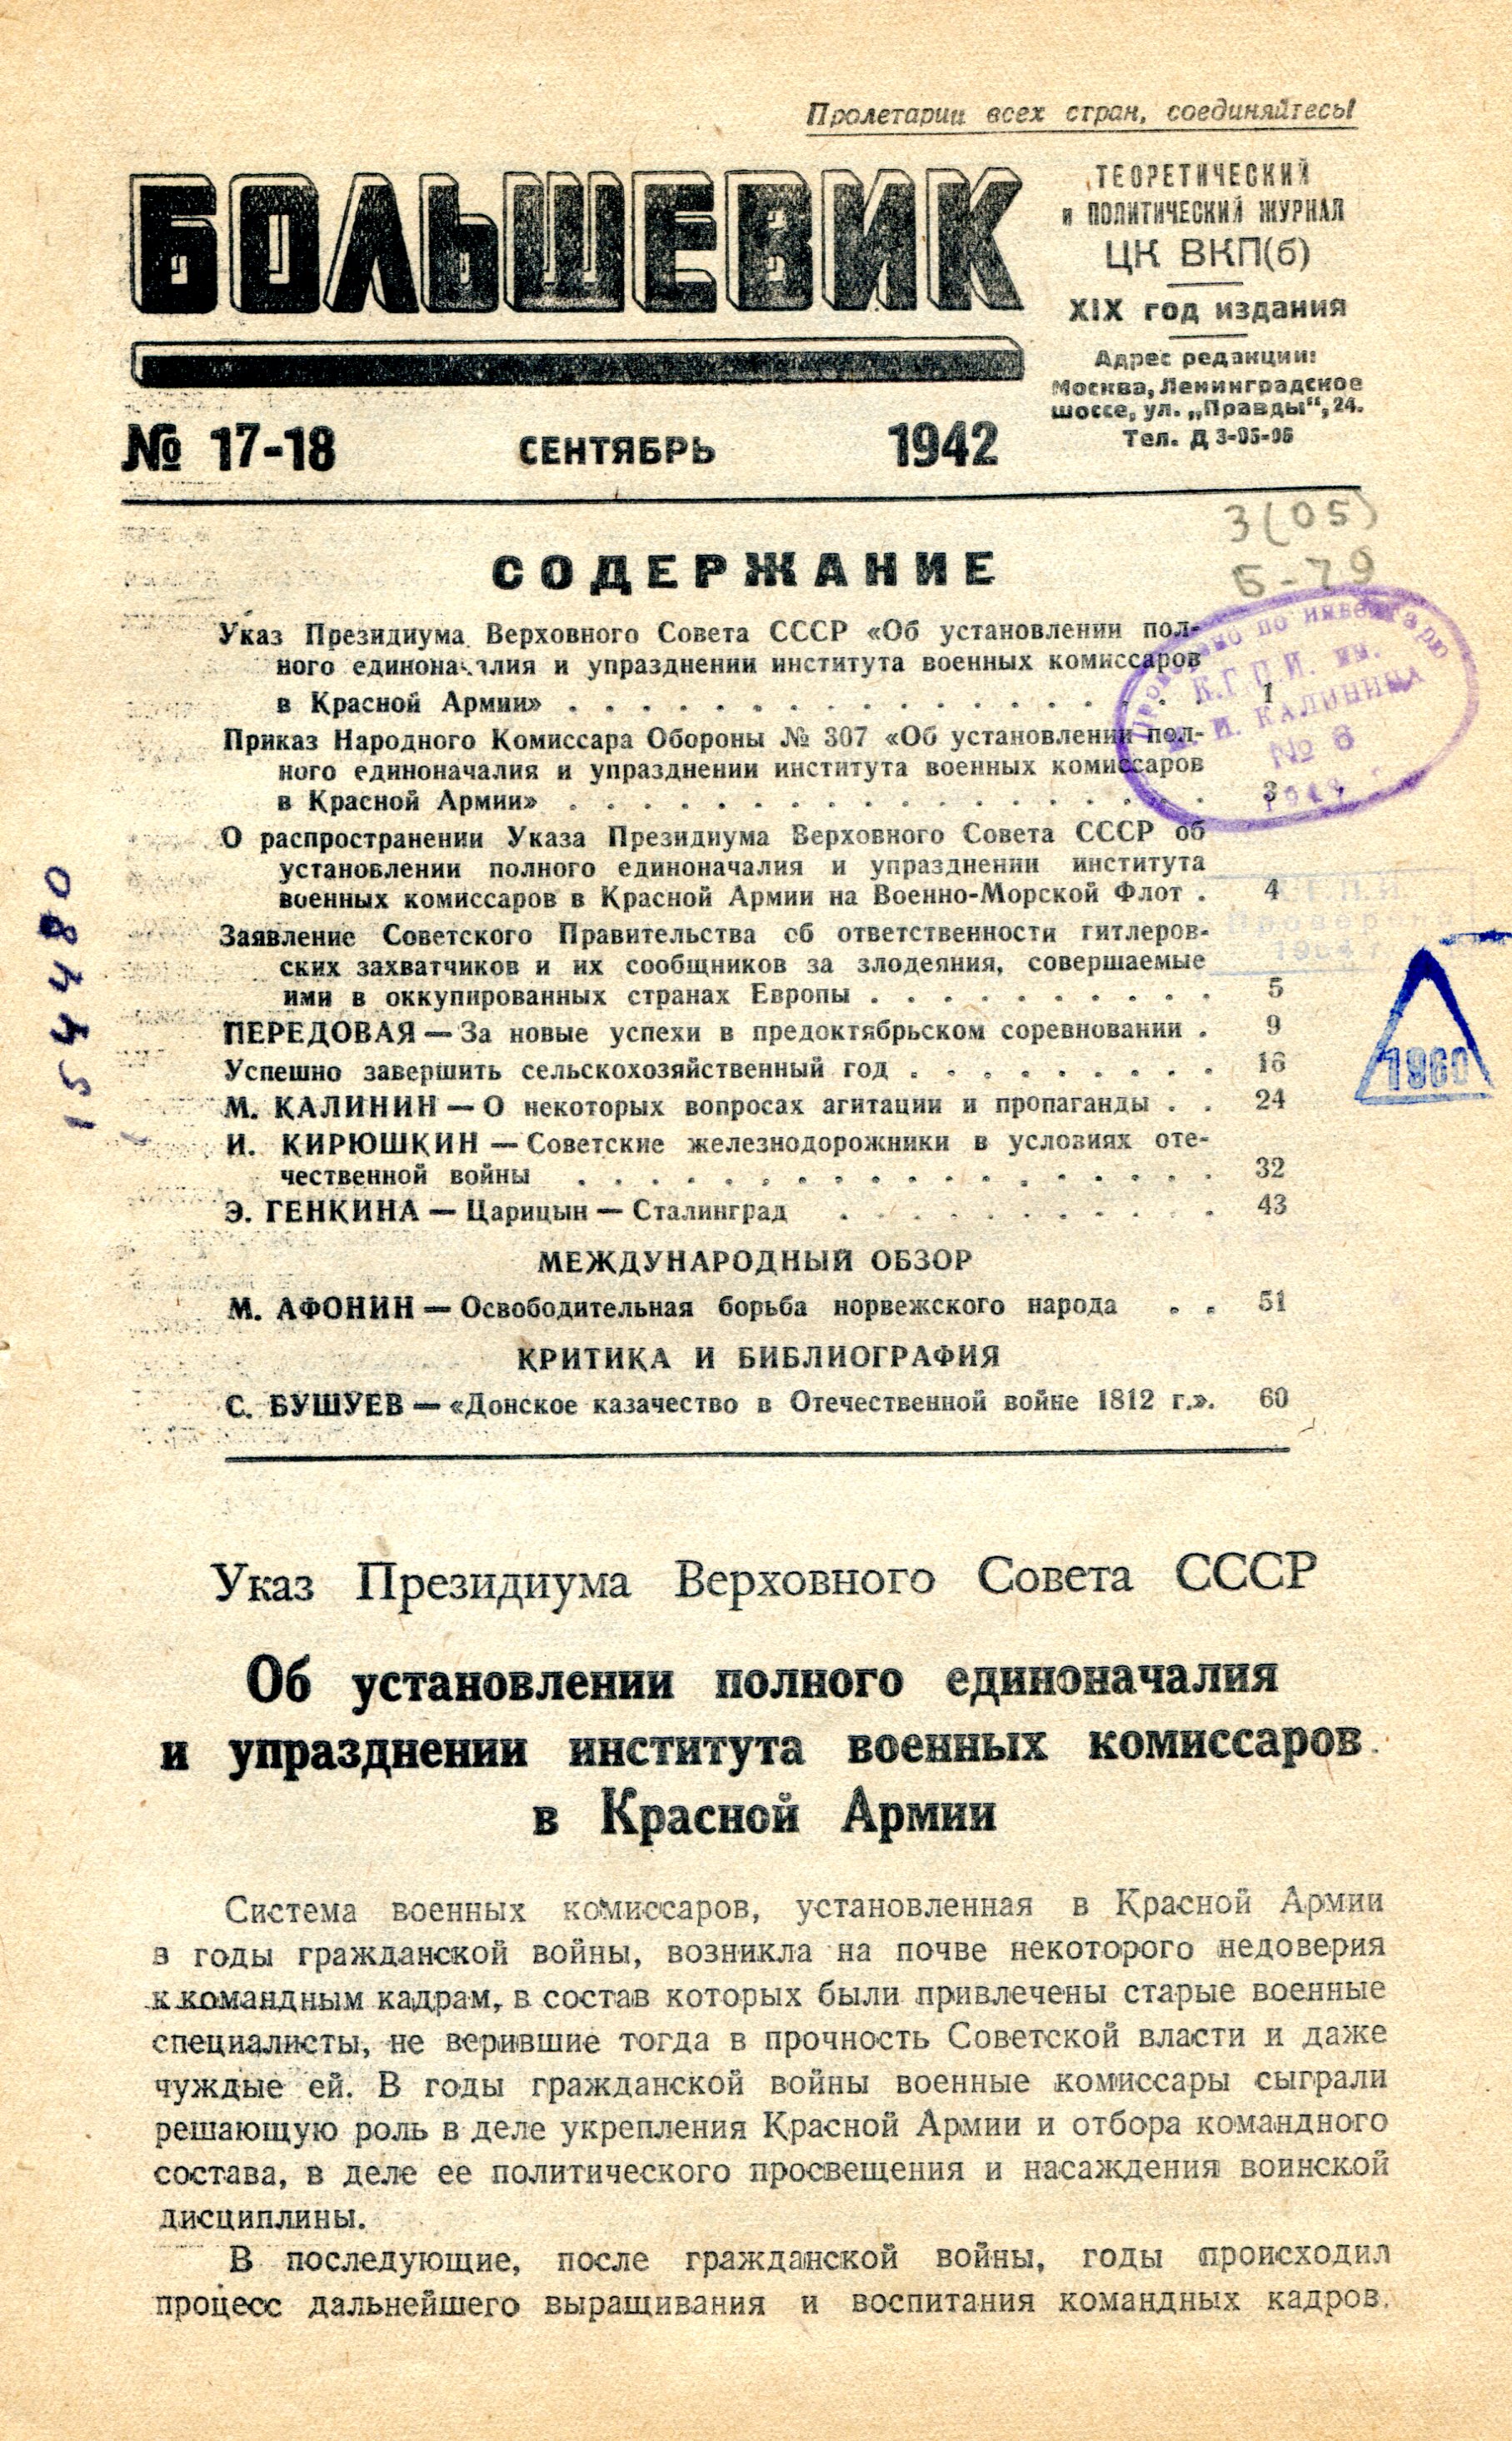 Пролетарии всех стран, соединяйтесь!
БОЛЬШЕВИК
ТЕОРЕТИЧЕСКИЙ
и ПОЛИТИЧЕСКИЙ ЖУРНАЛ
ЦК ВКП(б)
XIX год издания
Адрес редакции:
Москва, Ленинградское
шоссе, ул. „Правды“, 24.
Тел. Д 3-05-05
№ 17-18 СЕНТЯБРЬ 1942
3(05)
Б-79
СОДЕРЖАНИЕ
Указ Президиума Верховного Совета СССР «Об установлении пол-
ного единоначалия и упразднении института военных комиссаров
в Красной Армии» . . . . . . . . . . . . . . . . . 1
Приказ Народного Комиссара Обороны № 307 «Об установлении пол-
ного единоначалия и упразднении института военных комиссаров
в Красной Армии» . . . . . . . . . . . . . . . . . 3
О распространении Указа Президиума Верховного Совета СССР об
установлении полного единоначалия и упразднении института
военных комиссаров в Красной Армии на Военно-Морской Флот . 4
Заявление Советского Правительства об ответственности гитлеров-
ских захватчиков и их сообщников за злодеяния, совершаемые
ими в оккупированных странах Европы . . . . . . . . . . 5
ПЕРЕДОВАЯ — За новые успехи в предоктябрьском соревновании . 9
Успешно завершить сельскохозяйственный год . . . . . . . . . 16
М. КАЛИНИН — О некоторых вопросах агитации и пропаганды . . 24
И. КИРЮШКИН — Советские железнодорожники в условиях оте-
чественной войны . . . . . . . . . . . . . . . . . 32
Э. ГЕНКИНА — Царицын — Сталинград . . . . . . . . . . . 43
МЕЖДУНАРОДНЫЙ ОБЗОР
М. АФОНИН — Освободительная борьба норвежского народа . . 51
КРИТИКА И БИБЛИОГРАФИЯ
С. БУШУЕВ — «Донское казачество в Отечественной войне 1812 г.». 60
по инвентарю
К.Г.П.И. им.
М. И. КАЛИНИНА
№ 6
1960
154480
Указ Президиума Верховного Совета СССР
Об установлении полного единоначалия
и упразднении института военных комиссаров
в Красной Армии
Система военных комиссаров, установленная в Красной Армии
в годы гражданской войны, возникла на почве некоторого недоверия
к командным кадрам, в состав которых были привлечены старые военные
специалисты, не верившие тогда в прочность Советской власти и даже
чуждые ей. В годы гражданской войны военные комиссары сыграли
решающую роль в деле укрепления Красной Армии и отбора командного
состава, в деле ее политического просвещения и насаждения воинской
дисциплины.
В последующие, после гражданской войны, годы происходил
процесс дальнейшего выращивания и воспитания командных кадров.